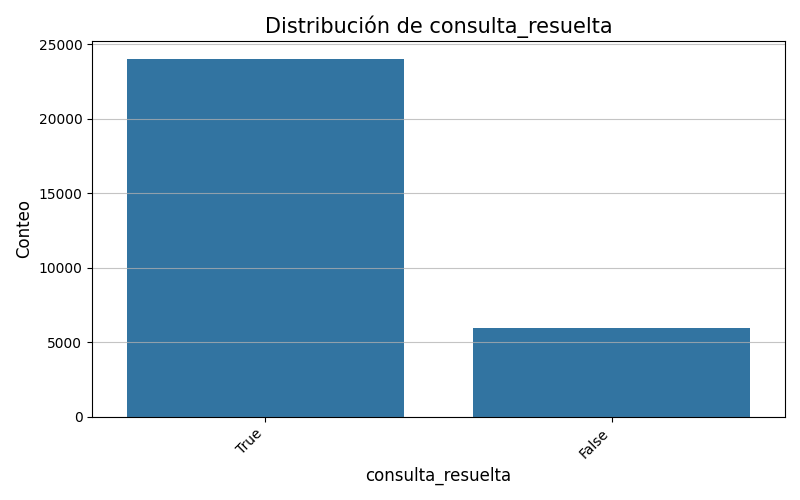 Distribución de consulta_resuelta
25000
20000
15000
10000
5000
0
Conteo
True
False
consulta_resuelta